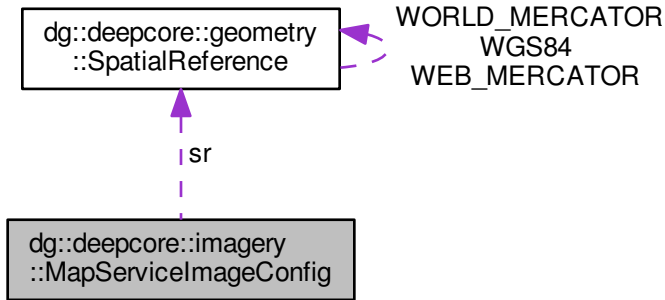 dg::deepcore::geometry
::SpatialReference
WORLD_MERCATOR
WGS84
WEB_MERCATOR
sr
dg::deepcore::imagery
::MapServiceImageConfig